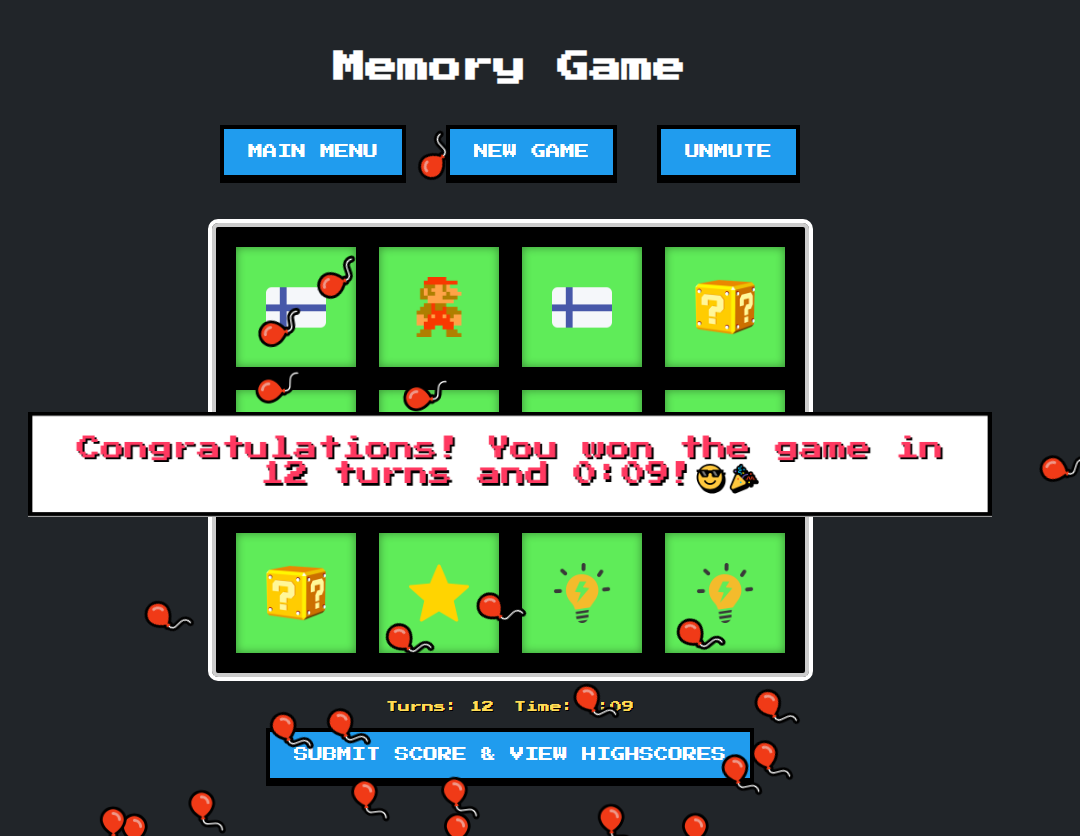 Memory Game
MAIN MENU
NEW GAME
UNMUTE
Congratulations! You won the game in
12 turns and 0:09!😎🎉
Turns: 12 Time: :09
SUBMIT SCORE & VIEW HIGHSCORES